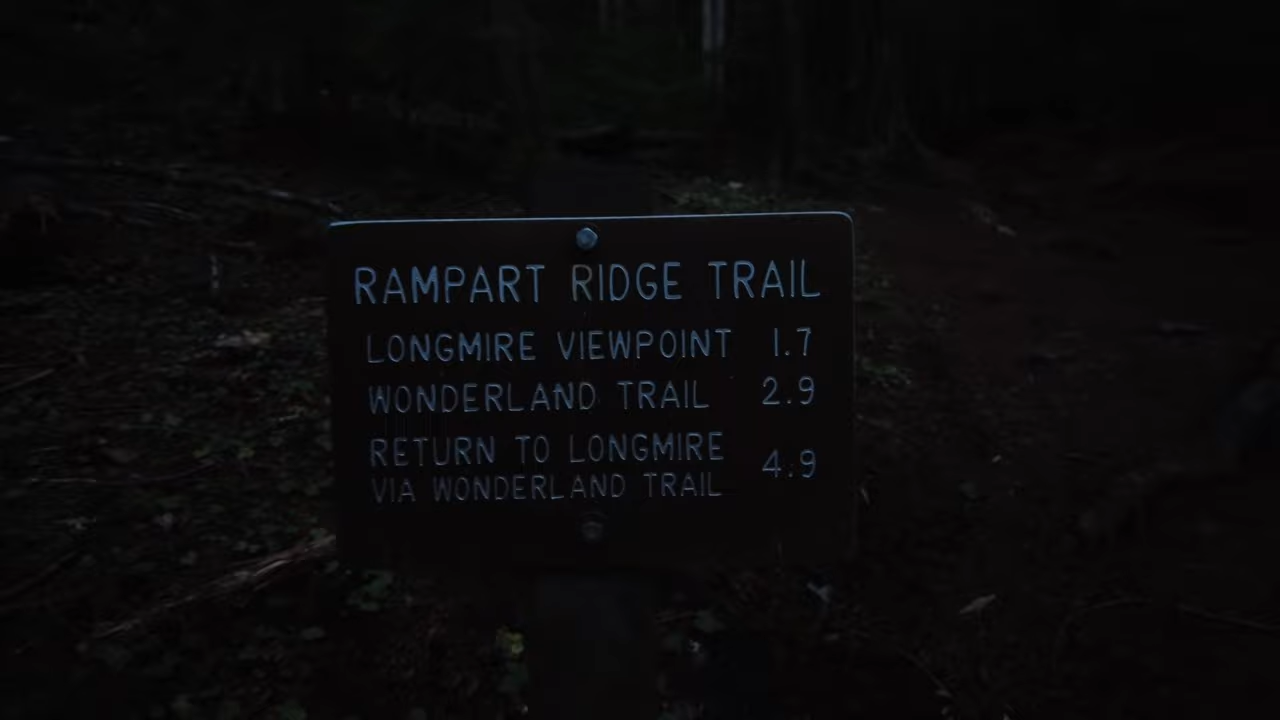 RAMPART RIDGE TRAIL
LONGMIRE VIEWPOINT 1.7
WONDERLAND TRAIL 2.9
RETURN TO LONGMIRE 4.9
VIA WONDERLAND TRAIL